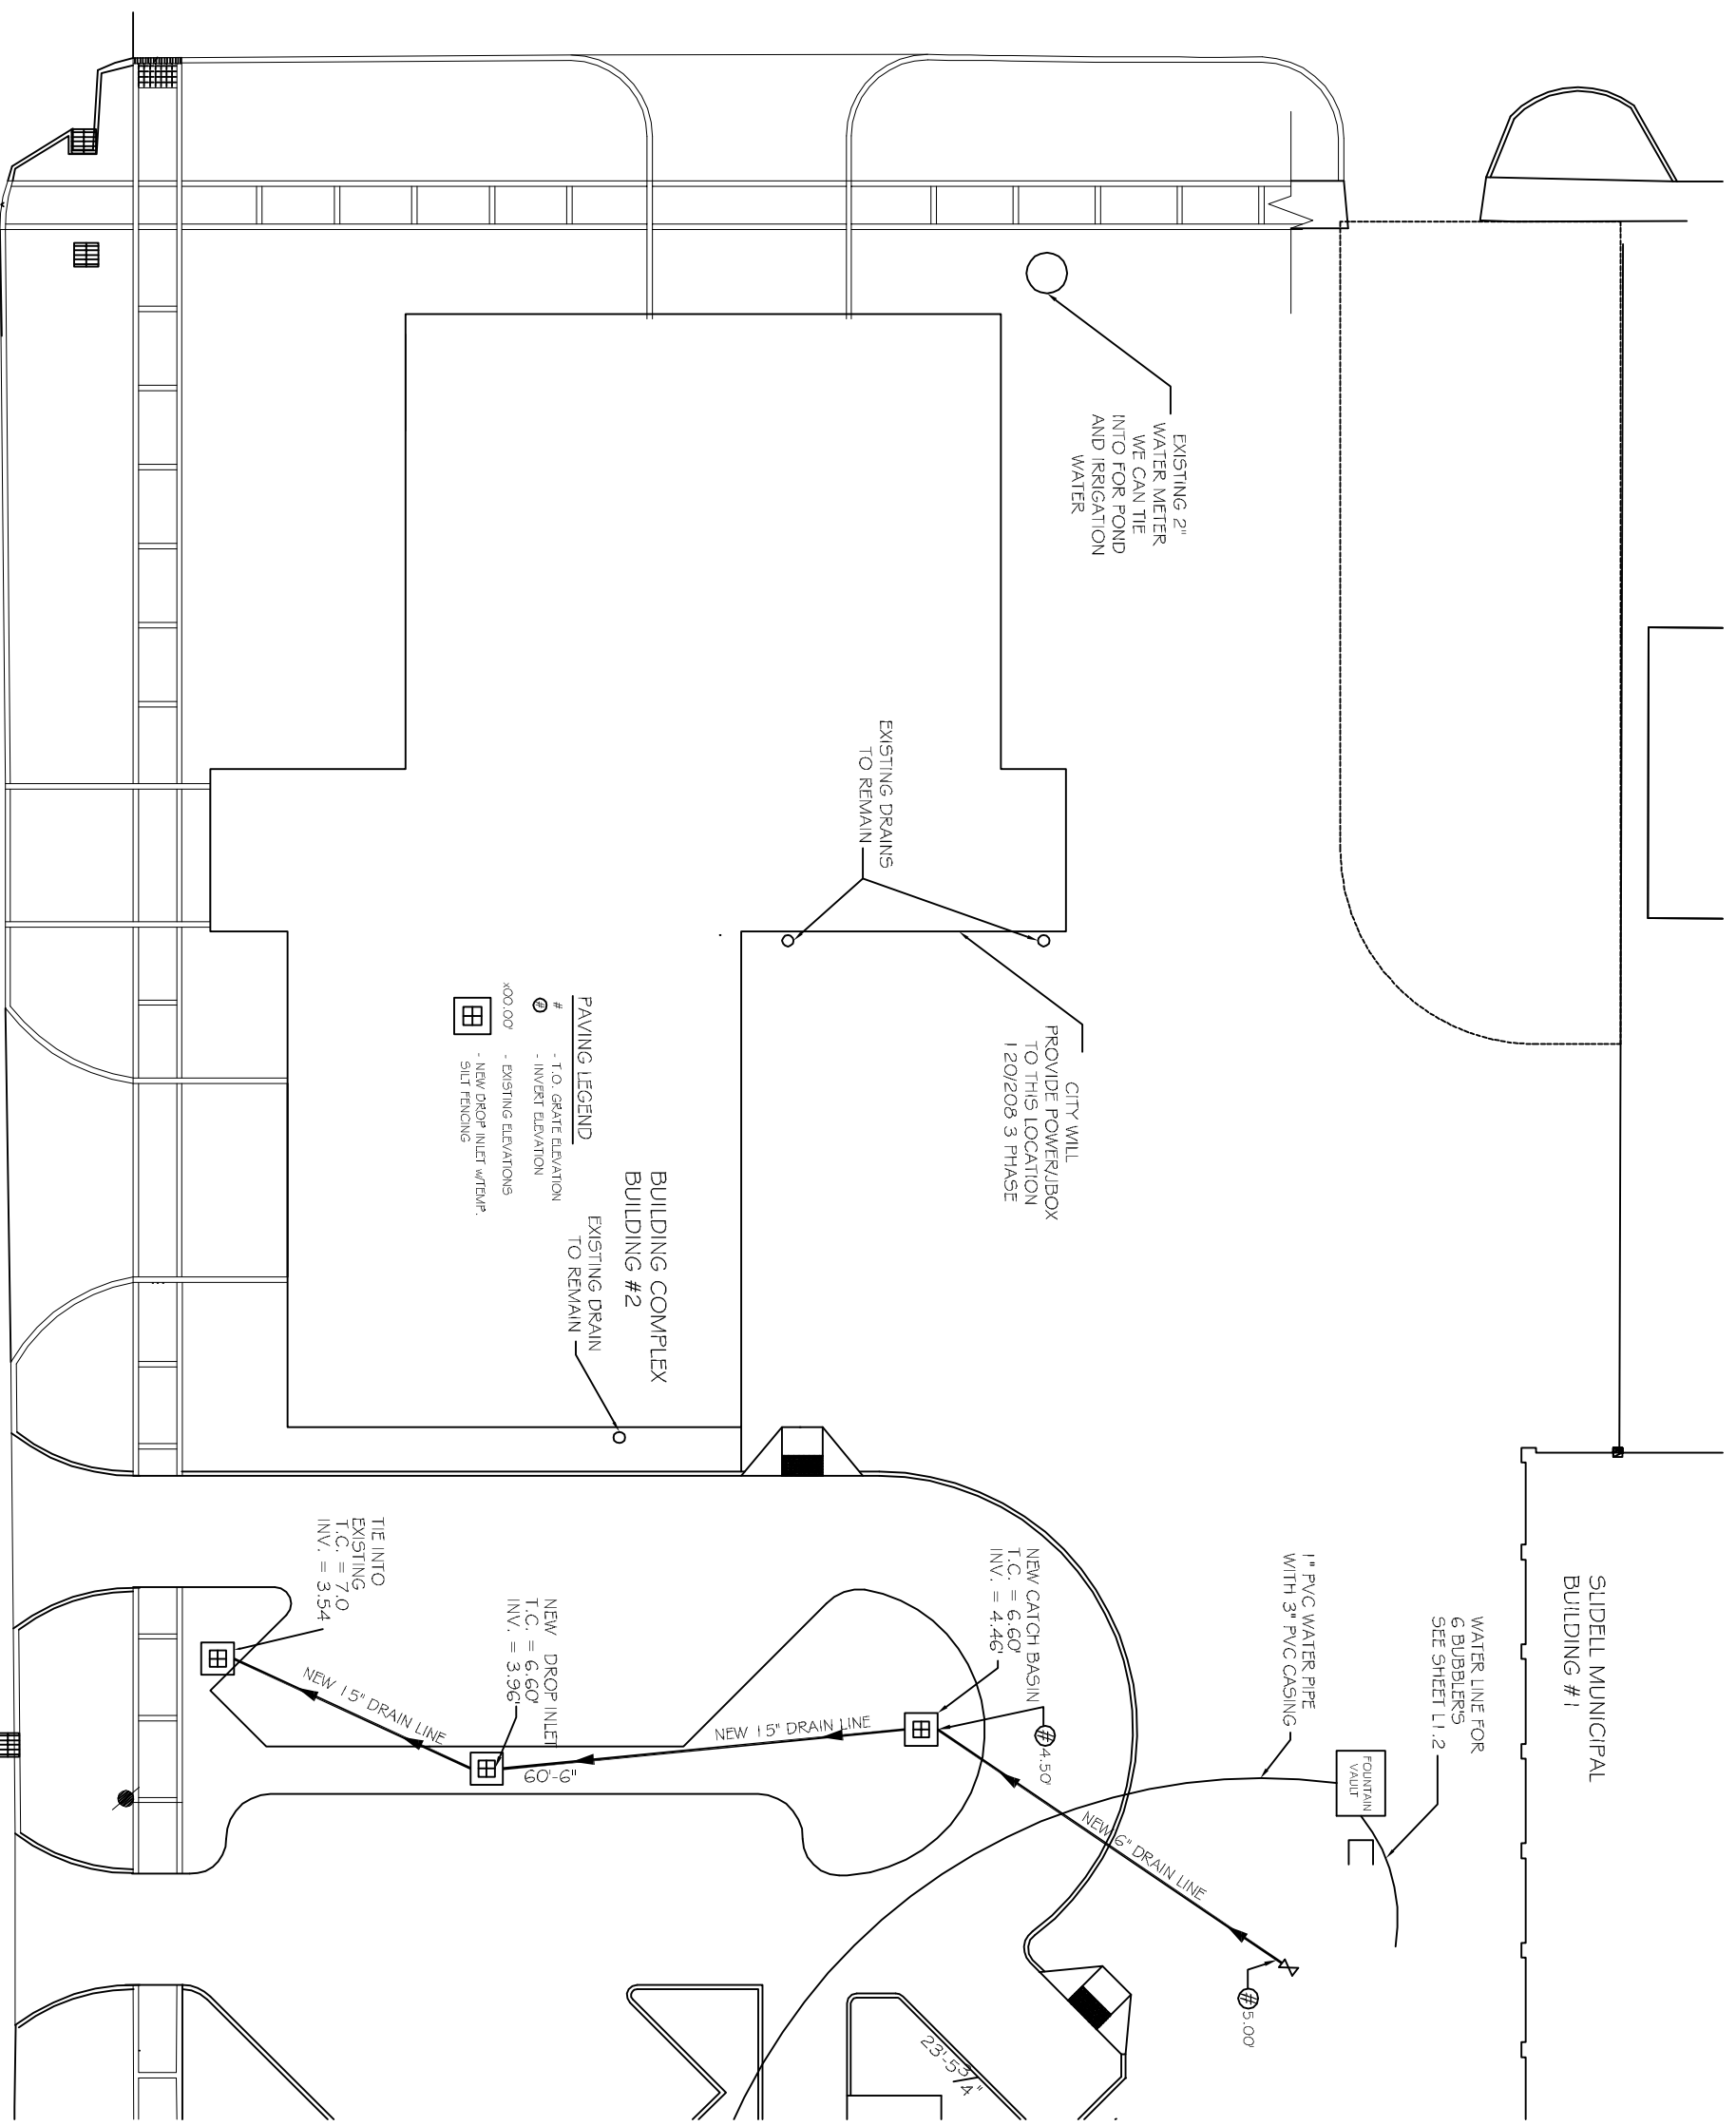 SLIDELL MUNICIPAL
BUILDING #1
WATER LINE FOR
6 BUBBLER'S
SEE SHEET L1.2
FOUNTAIN
VAULT
1" PVC WATER PIPE
WITH 3" PVC CASING
EXISTING 2"
WATER METER
WE CAN TIE
INTO FOR POND
AND IRRIGATION
WATER
CITY WILL
PROVIDE POWER/JBOX
TO THIS LOCATION
120/208 3 PHASE
EXISTING DRAINS
TO REMAIN
NEW CATCH BASIN
T.C. = 6.60'
INV. = 4.46'
# 4.50'
NEW 6" DRAIN LINE
# 5.00'
23'-5 3/4"
NEW 15" DRAIN LINE
BUILDING COMPLEX
BUILDING #2
EXISTING DRAIN
TO REMAIN
PAVING LEGEND
# - T.O. GRATE ELEVATION
# - INVERT ELEVATION
x00.00' - EXISTING ELEVATIONS
- NEW DROP INLET w/TEMP.
SILT FENCING
NEW DROP INLET
T.C. = 6.60'
INV. = 3.96'
60'-6"
NEW 15" DRAIN LINE
TIE INTO
EXISTING
T.C. = 7.0
INV. = 3.54